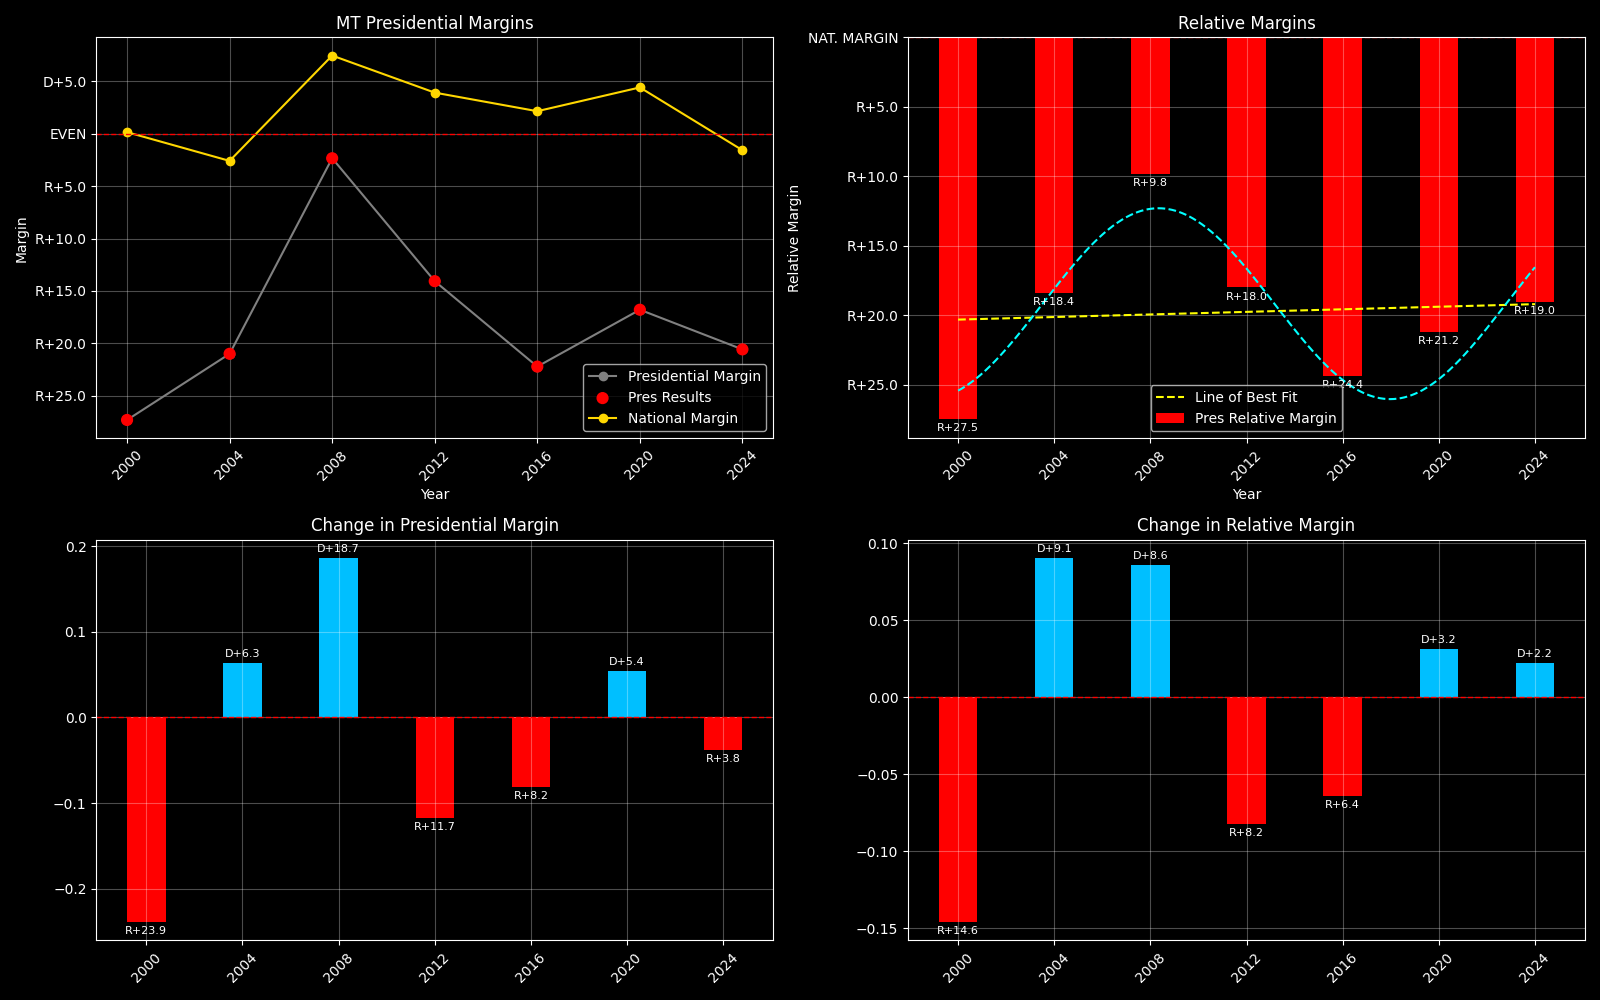 MT Presidential Margins
D+5.0
EVEN
R+5.0
R+10.0
R+15.0
R+20.0
R+25.0
Margin
Presidential Margin
Pres Results
National Margin
2000
2004
2008
2012
2016
2020
2024
Year
Relative Margins
NAT. MARGIN
R+5.0
R+10.0
R+15.0
R+20.0
R+25.0
Relative Margin
R+27.5
R+18.4
R+9.8
R+18.0
R+24.4
R+21.2
R+19.0
Line of Best Fit
Pres Relative Margin
2000
2004
2008
2012
2016
2020
2024
Year
Change in Presidential Margin
0.2
0.1
0.0
−0.1
−0.2
R+23.9
D+6.3
D+18.7
R+11.7
R+8.2
D+5.4
R+3.8
2000
2004
2008
2012
2016
2020
2024
Change in Relative Margin
0.10
0.05
0.00
−0.05
−0.10
−0.15
R+14.6
D+9.1
D+8.6
R+8.2
R+6.4
D+3.2
D+2.2
2000
2004
2008
2012
2016
2020
2024